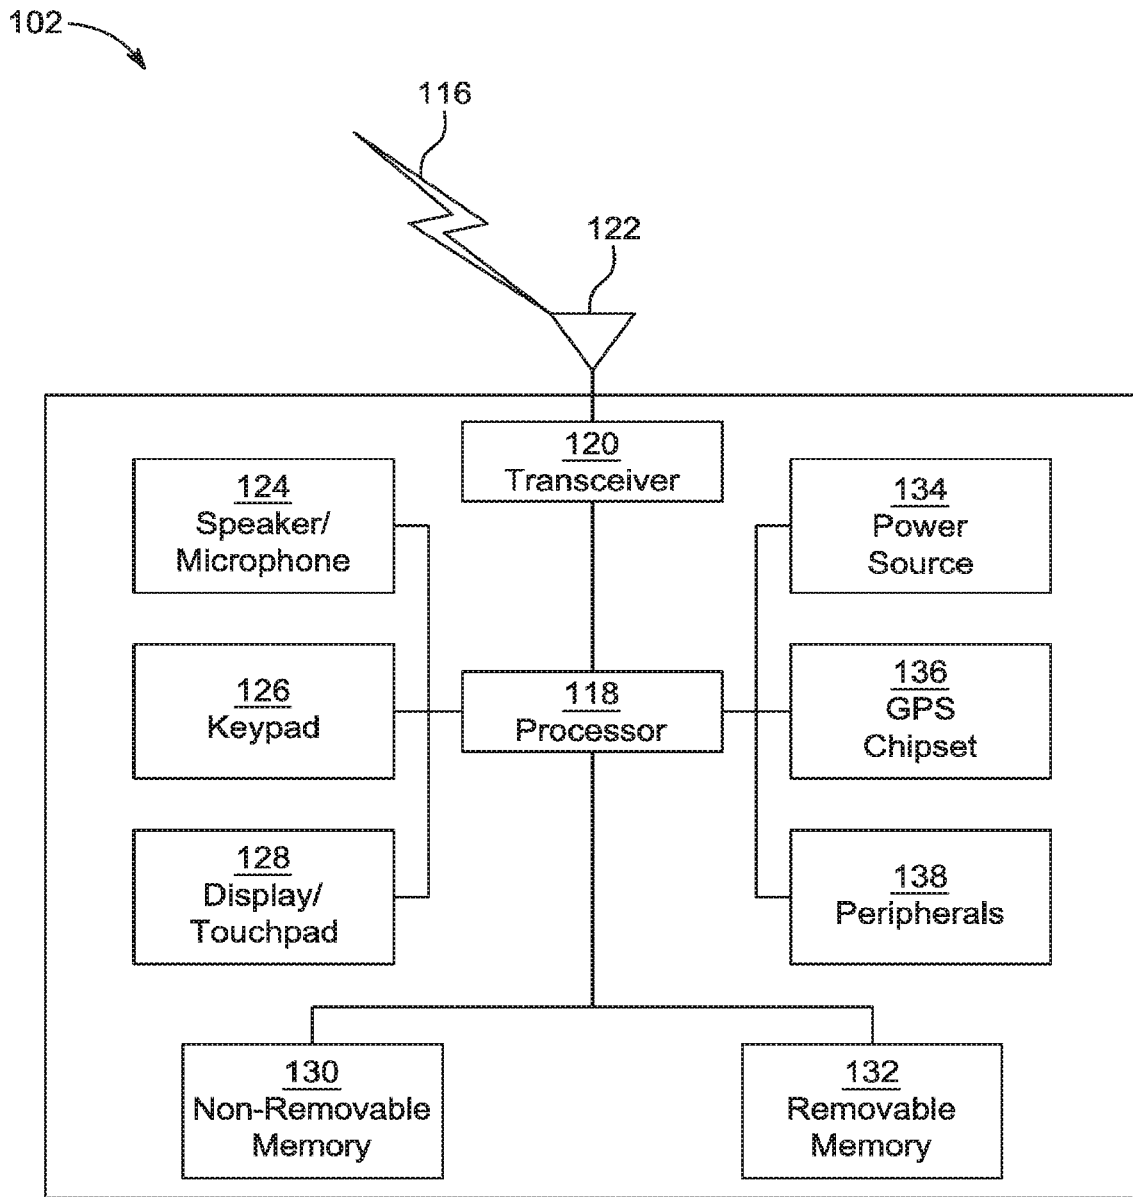 102
116
122
120
Transceiver
124
Speaker/
Microphone
134
Power
Source
126
Keypad
118
Processor
136
GPS
Chipset
128
Display/
Touchpad
138
Peripherals
130
Non-Removable
Memory
132
Removable
Memory